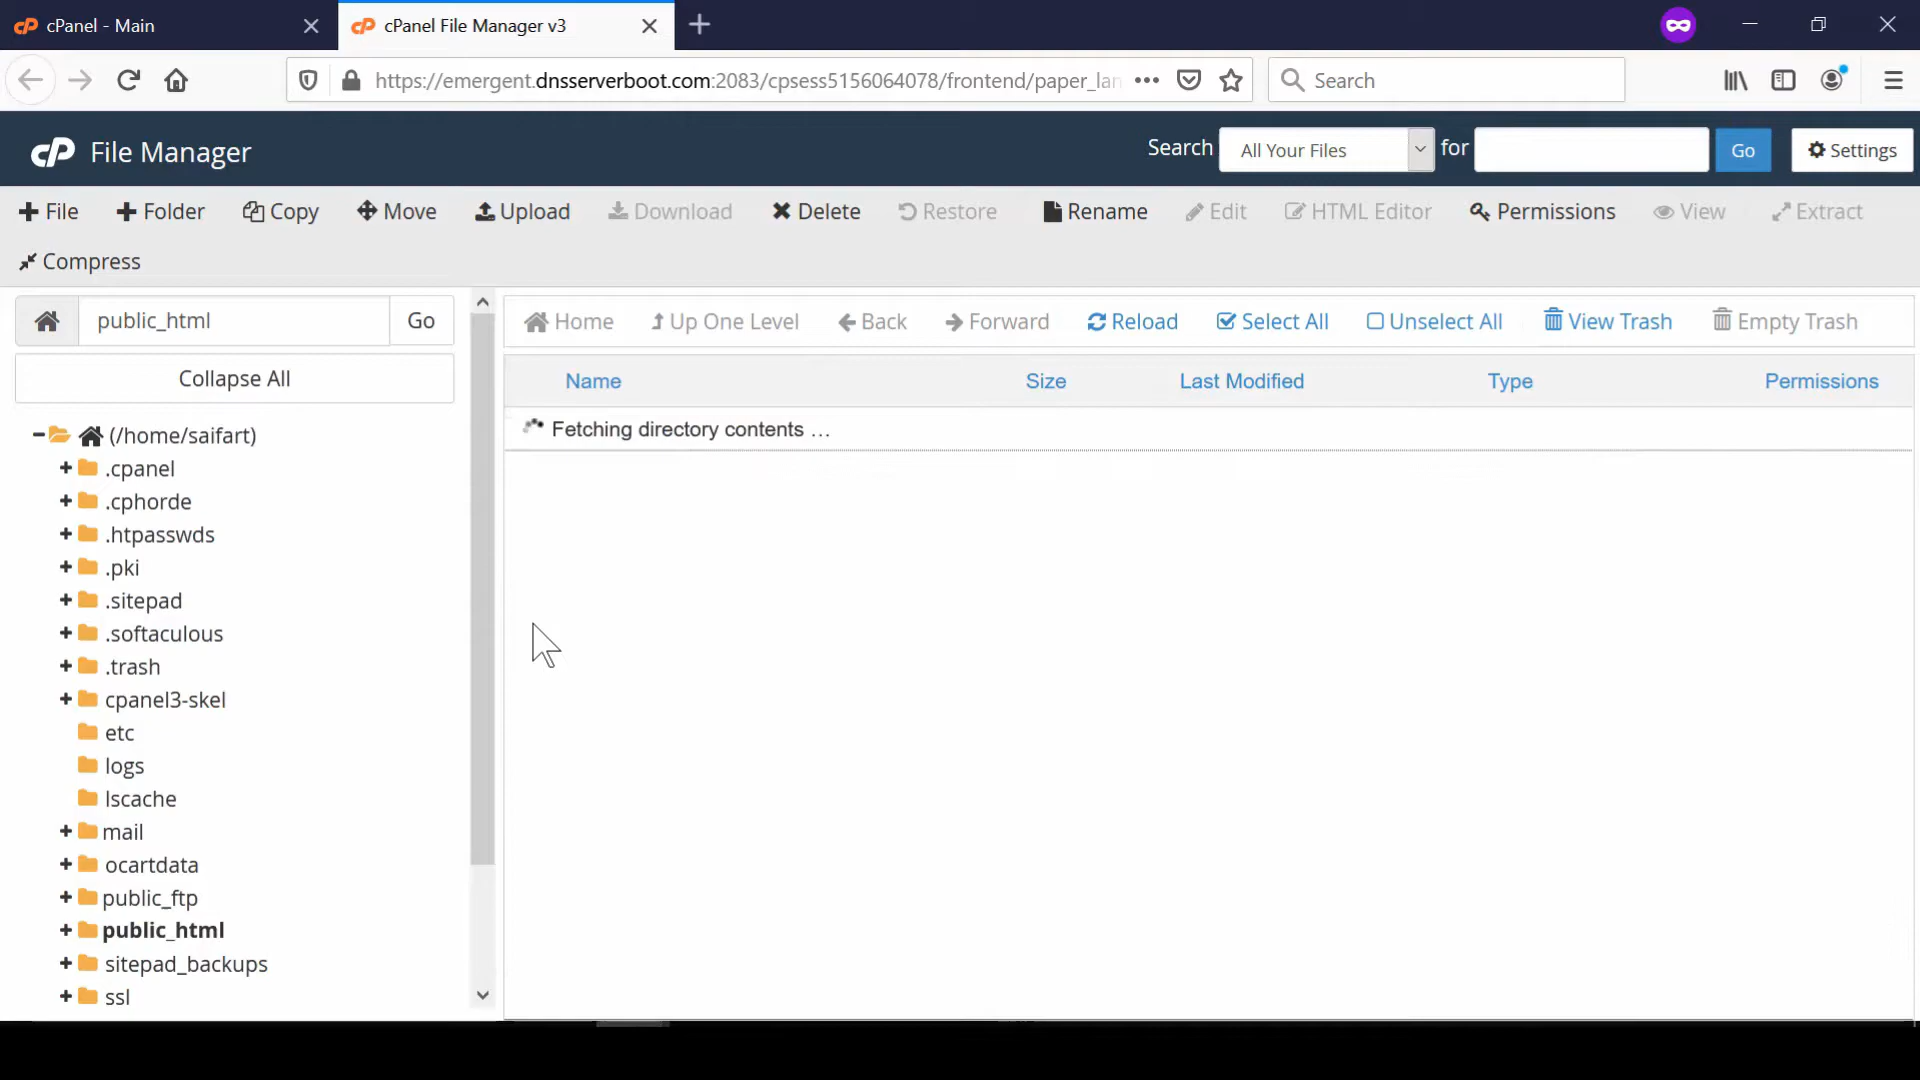 cPanel - Main
cPanel File Manager v3
https://emergent.dnsserverboot.com:2083/cpsess5156064078/frontend/paper_lan
Search
cP File Manager
Search All Your Files for Go Settings
File Folder Copy Move Upload Download Delete Restore Rename Edit HTML Editor Permissions View Extract
Compress
public_html Go
Collapse All
(/home/saifart)
.cpanel
.cphorde
.htpasswds
.pki
.sitepad
.softaculous
.trash
cpanel3-skel
etc
logs
lscache
mail
ocartdata
public_ftp
public_html
sitepad_backups
ssl
Home Up One Level Back Forward Reload Select All Unselect All View Trash Empty Trash
Name Size Last Modified Type Permissions
Fetching directory contents ...